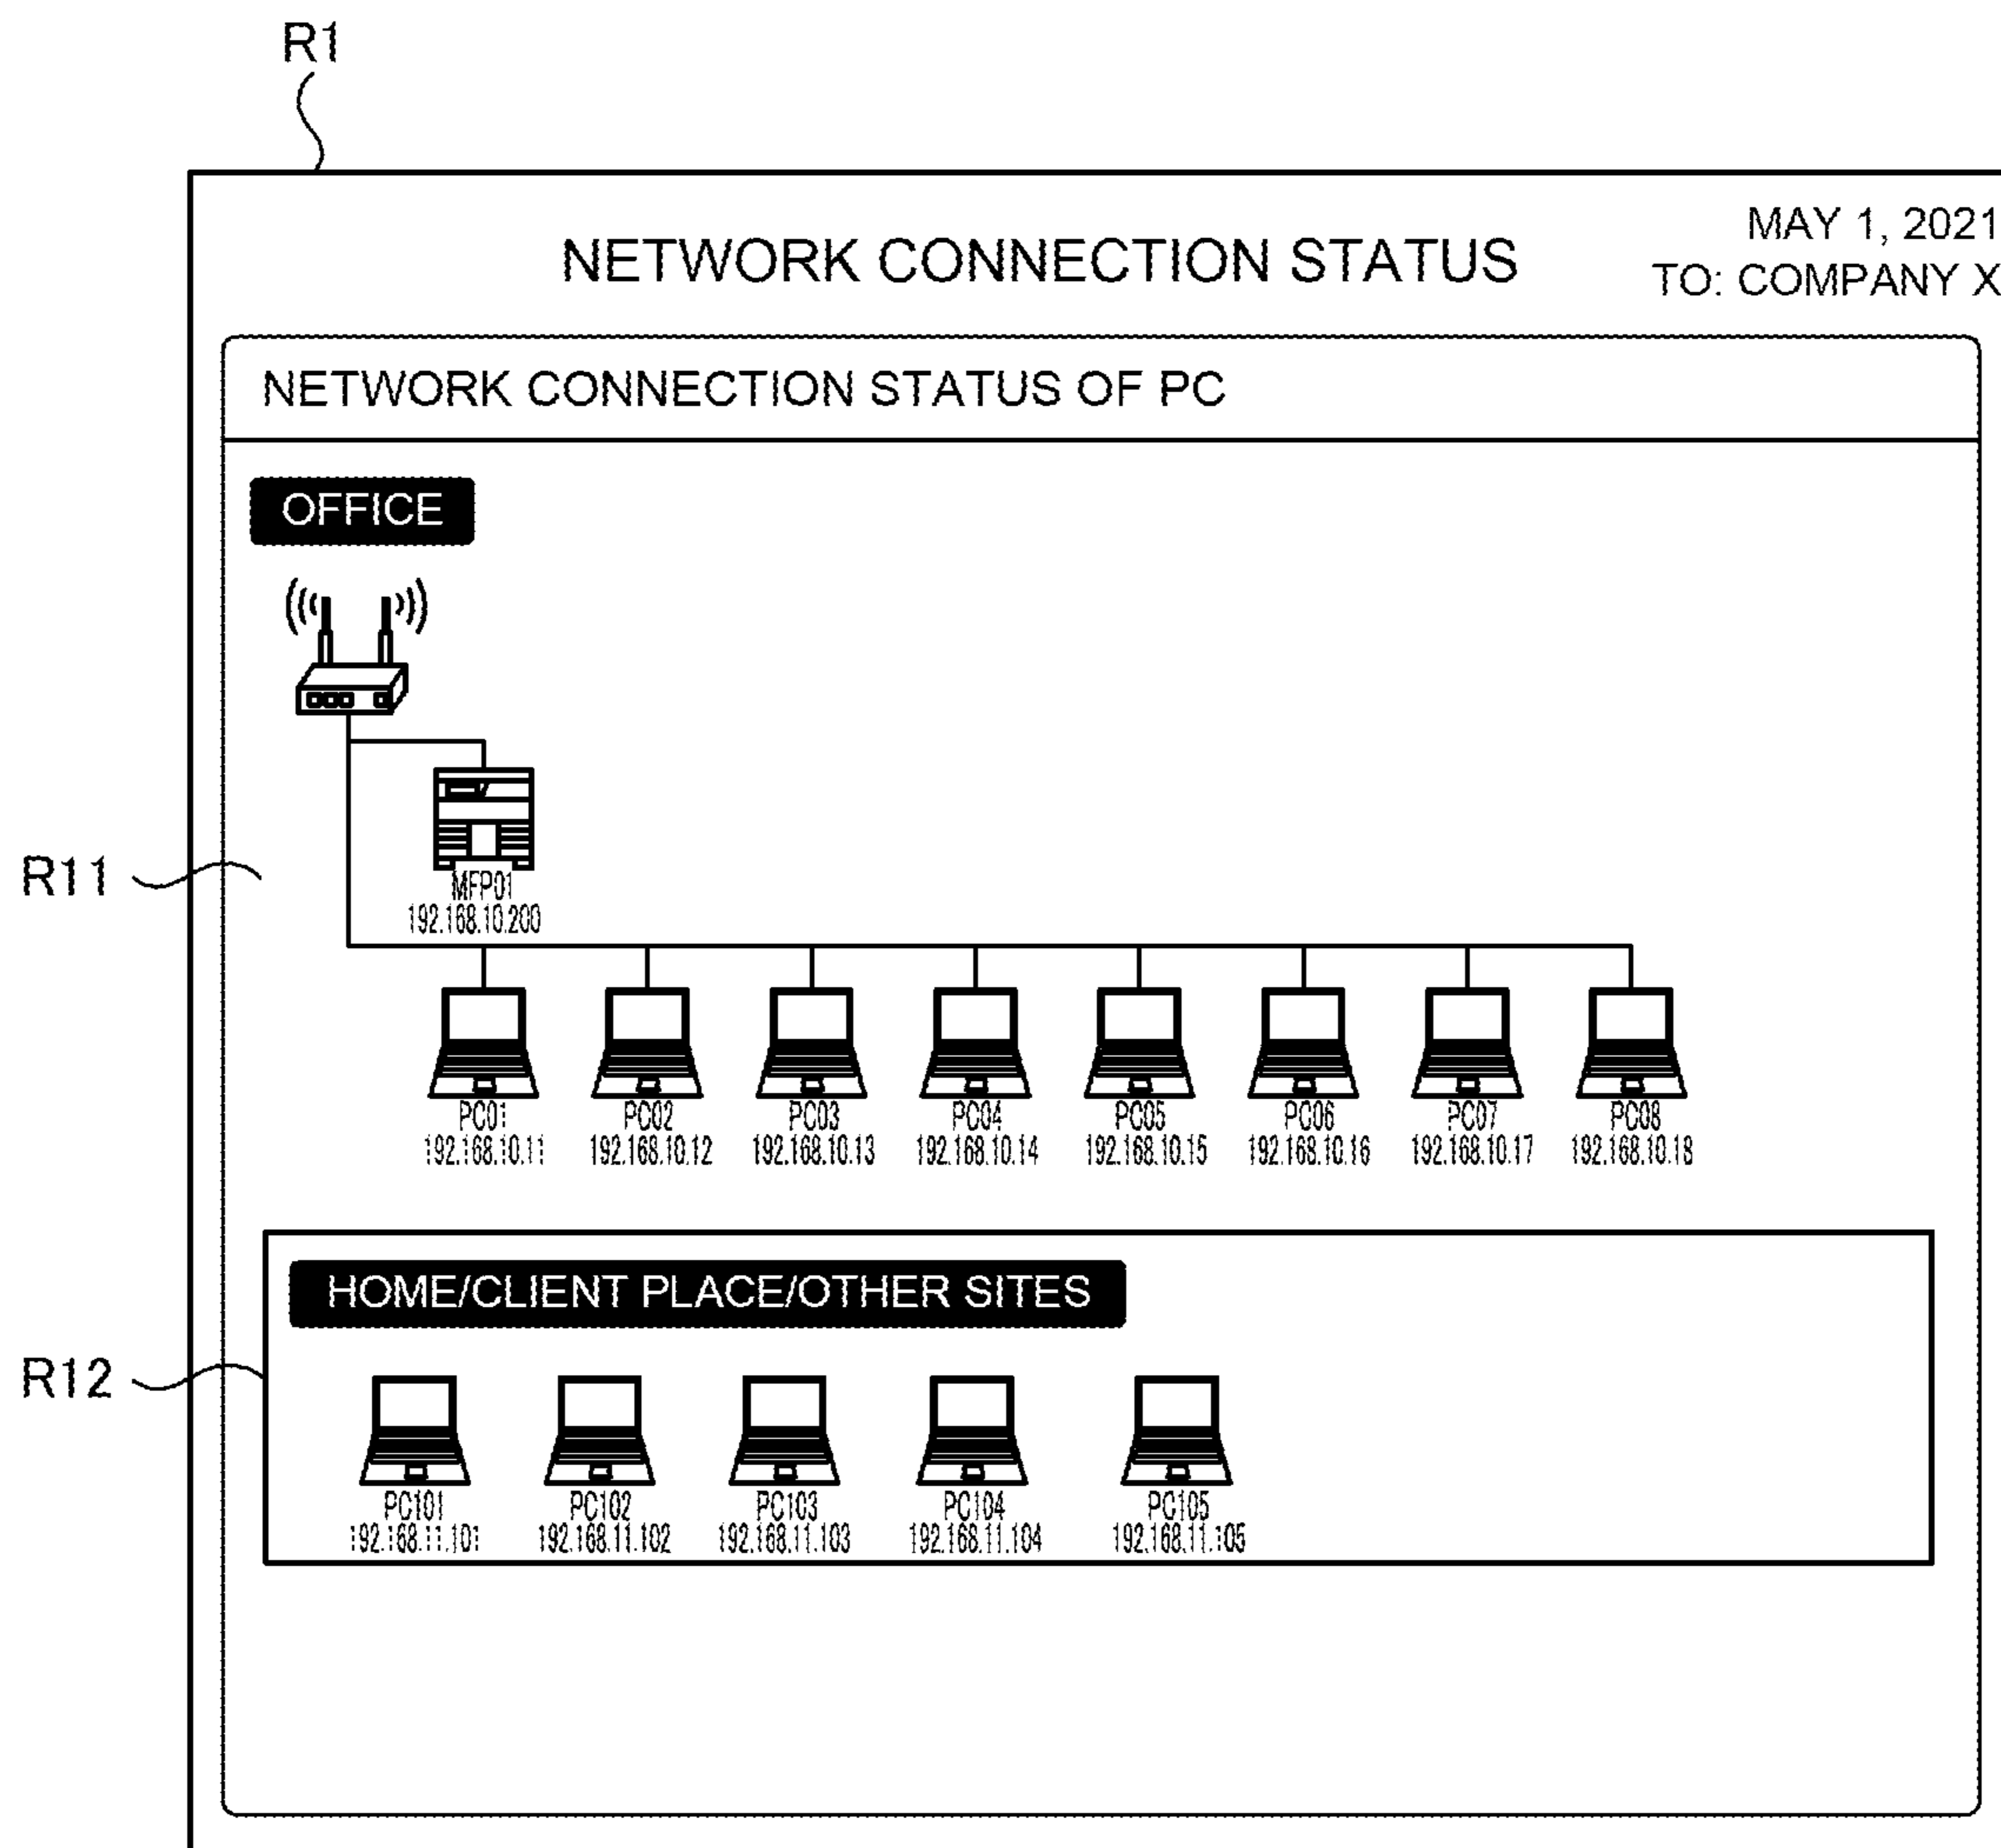 R1
NETWORK CONNECTION STATUS
MAY 1, 2021
TO: COMPANY X
NETWORK CONNECTION STATUS OF PC
OFFICE
R11
MFP01
192.168.10.200
PC01 PC02 PC03 PC04 PC05 PC06 PC07 PC08
192.168.10.11 192.168.10.12 192.168.10.13 192.168.10.14 192.168.10.15 192.168.10.16 192.168.10.17 192.168.10.18
HOME/CLIENT PLACE/OTHER SITES
R12
PC101 PC102 PC103 PC104 PC105
192.168.11.101 192.168.11.102 192.168.11.103 192.168.11.104 192.168.11.105